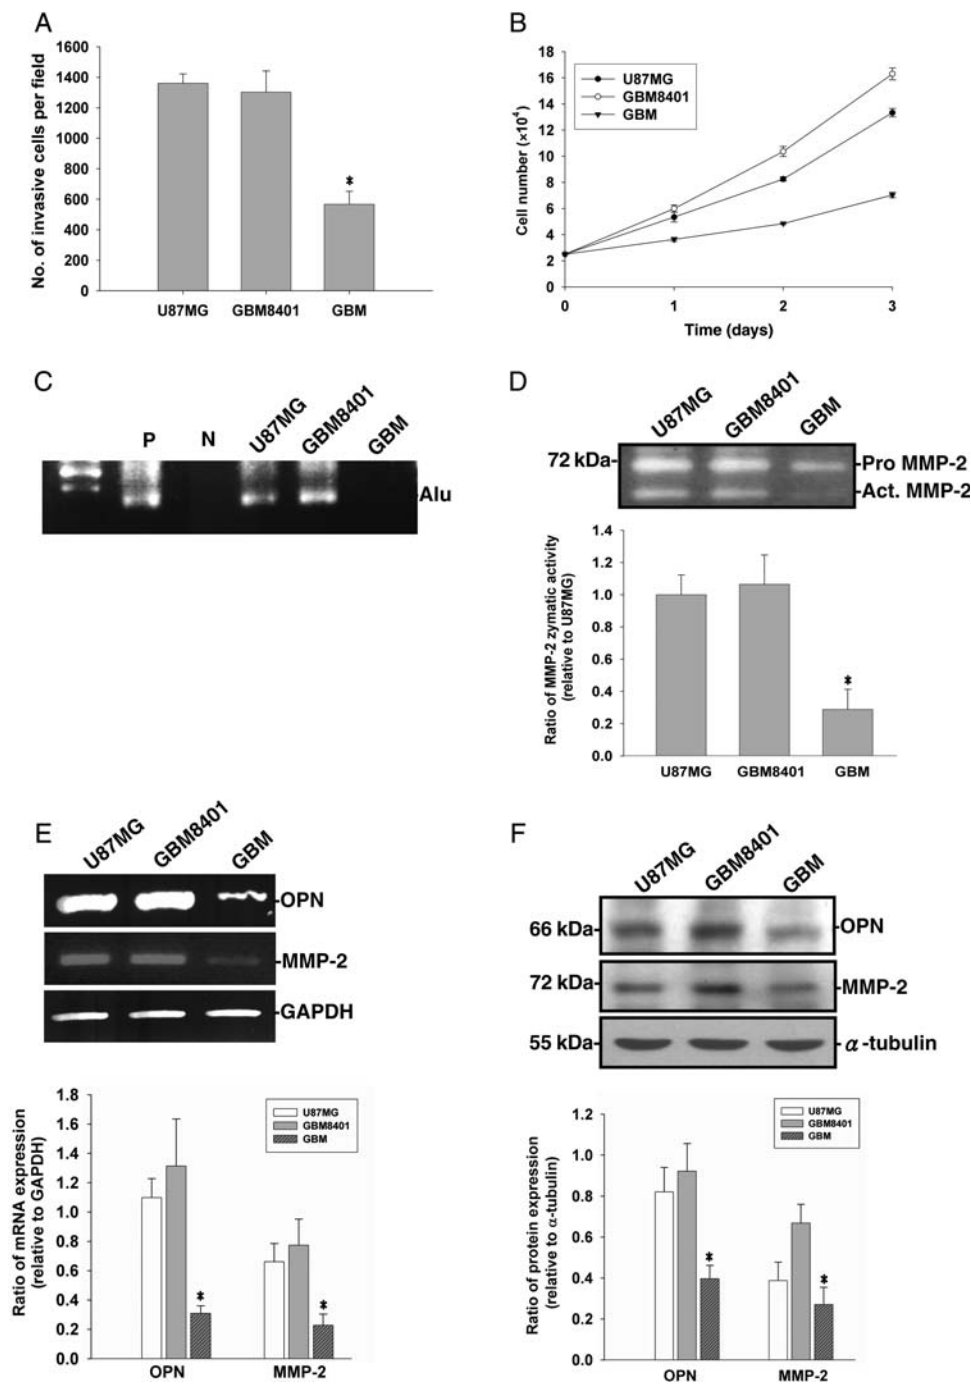 A
No. of invasive cells per field
1600
1400
1200
1000
800
600
400
200
0
*
U87MG GBM8401 GBM
B
Cell number (×10⁴)
18
16
14
12
10
8
6
4
2
0
U87MG
GBM8401
GBM
0 1 2 3
Time (days)
C
P N U87MG GBM8401 GBM
Alu
D
U87MG GBM8401 GBM
72 kDa
Pro MMP-2
Act. MMP-2
Ratio of MMP-2 zymatic activity
(relative to U87MG)
1.4
1.2
1.0
0.8
0.6
0.4
0.2
0.0
*
U87MG GBM8401 GBM
E
U87MG GBM8401 GBM
OPN
MMP-2
GAPDH
Ratio of mRNA expression
(relative to GAPDH)
1.8
1.6
1.4
1.2
1.0
0.8
0.6
0.4
0.2
0.0
U87MG
GBM8401
GBM
* *
OPN MMP-2
F
U87MG GBM8401 GBM
66 kDa OPN
72 kDa MMP-2
55 kDa α-tubulin
Ratio of protein expression
(relative to α-tubulin)
1.2
1.0
0.8
0.6
0.4
0.2
0.0
U87MG
GBM8401
GBM
* *
OPN MMP-2